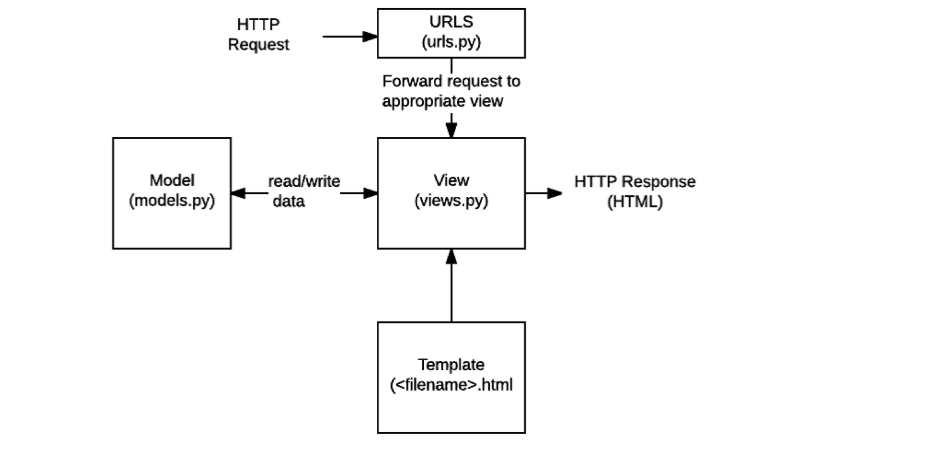 HTTP
Request
URLS
(urls.py)
Forward request to
appropriate view
Model
(models.py)
read/write
data
View
(views.py)
HTTP Response
(HTML)
Template
(<filename>.html